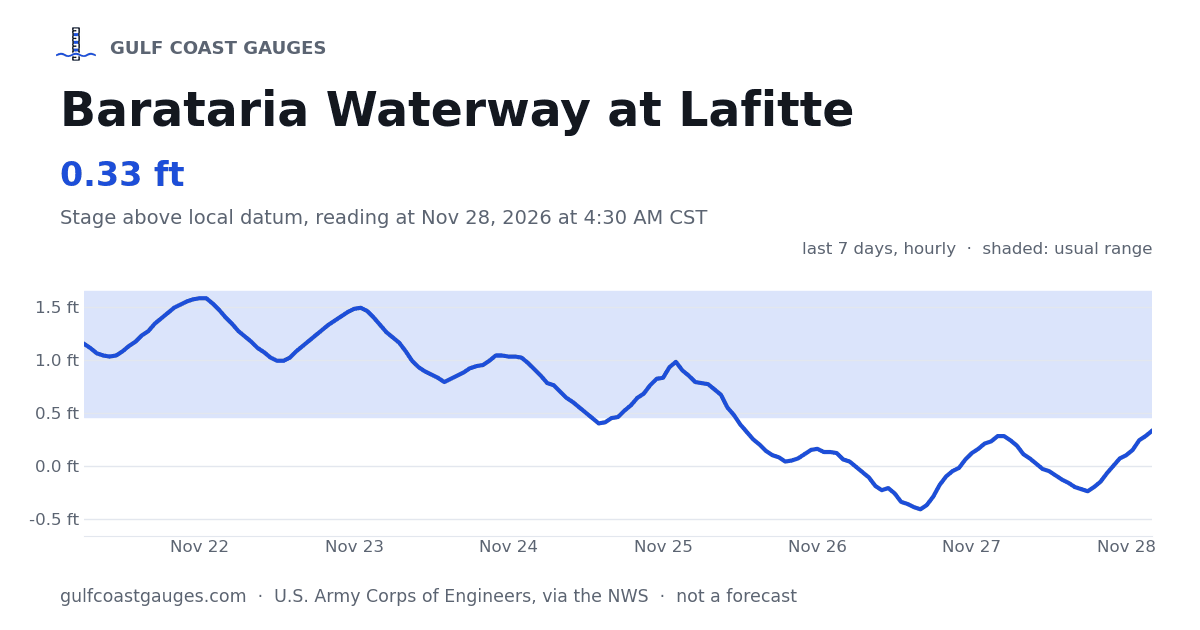 GULF COAST GAUGES
Barataria Waterway at Lafitte
0.33 ft
Stage above local datum, reading at Nov 28, 2026 at 4:30 AM CST
last 7 days, hourly · shaded: usual range
1.5 ft
1.0 ft
0.5 ft
0.0 ft
-0.5 ft
Nov 22 Nov 23 Nov 24 Nov 25 Nov 26 Nov 27 Nov 28
gulfcoastgauges.com · U.S. Army Corps of Engineers, via the NWS · not a forecast